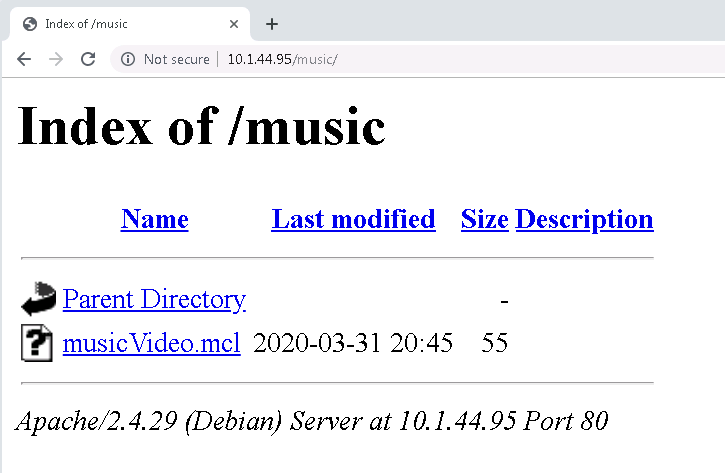 Index of /music
Not secure | 10.1.44.95/music/
Index of /music
Name Last modified Size Description
Parent Directory -
musicVideo.mcl 2020-03-31 20:45 55
Apache/2.4.29 (Debian) Server at 10.1.44.95 Port 80